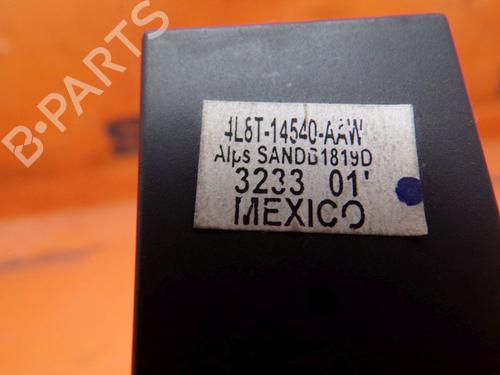 4L8T-14540-AAW
Alps SANDB1819D
3233 01'
MEXICO
B-PARTS